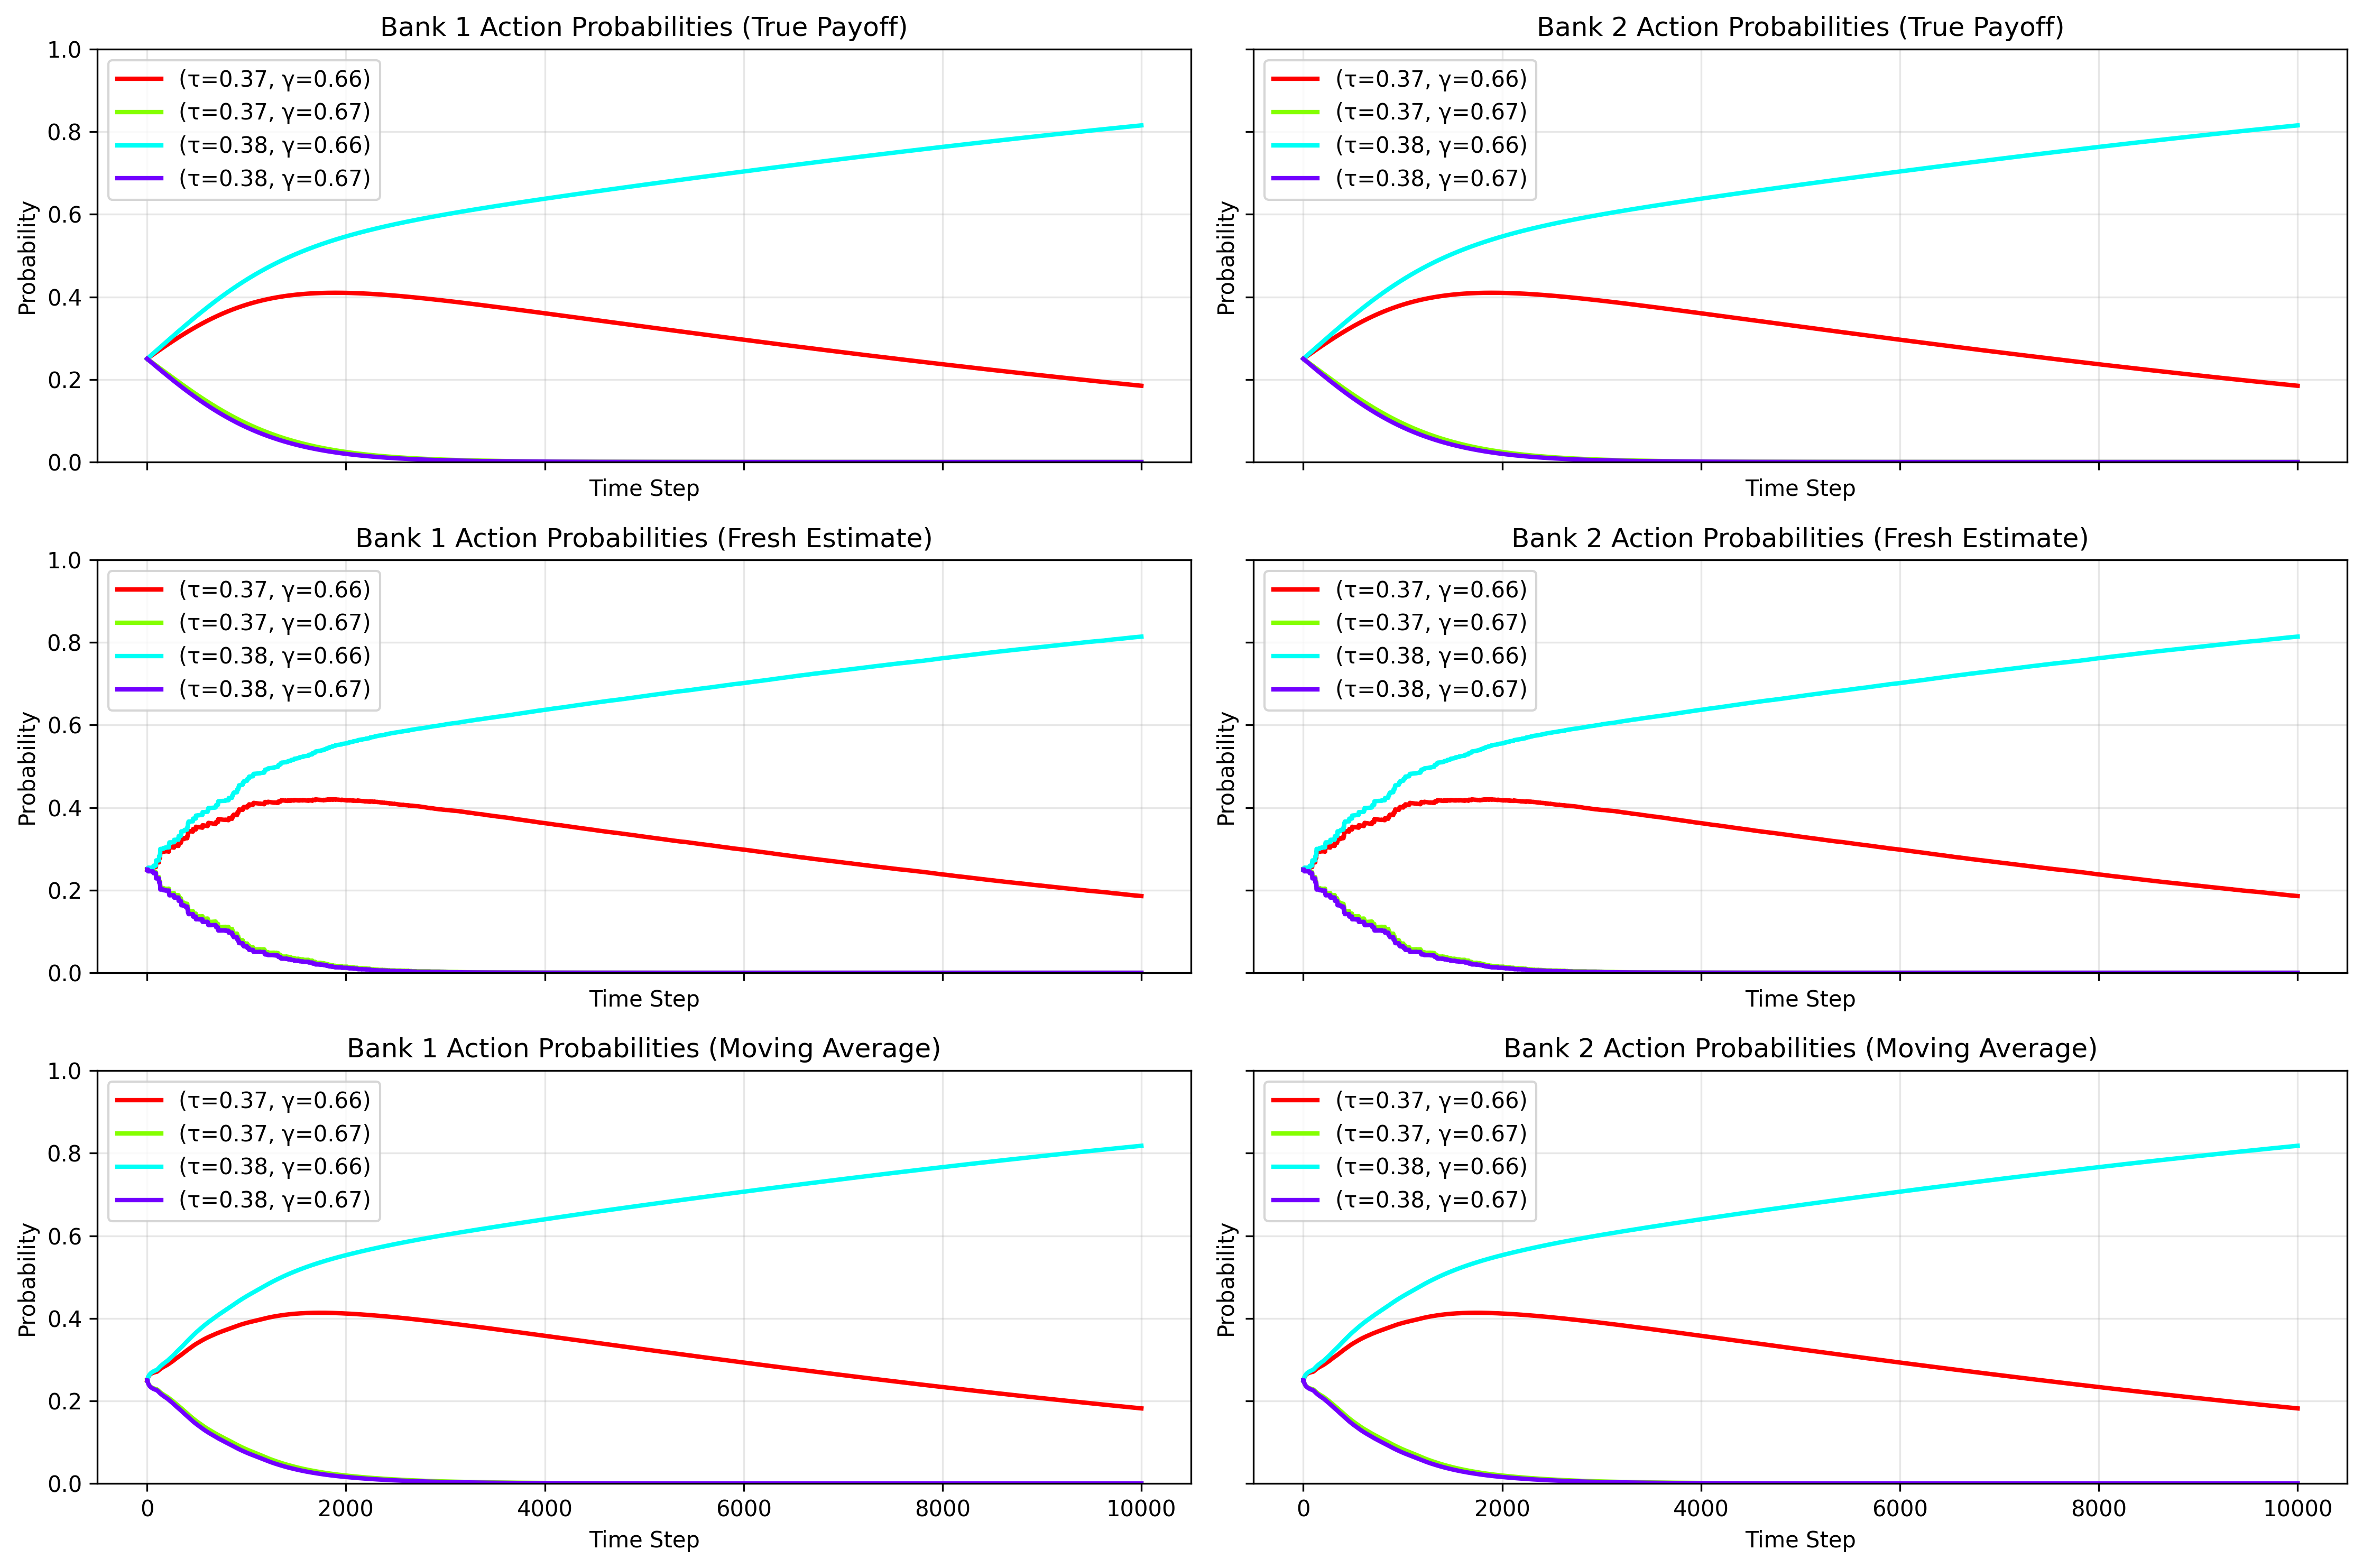 Bank 1 Action Probabilities (True Payoff)
1.0
0.8
0.6
0.4
0.2
0.0
Probability
(τ=0.37, γ=0.66)
(τ=0.37, γ=0.67)
(τ=0.38, γ=0.66)
(τ=0.38, γ=0.67)
Time Step
Bank 2 Action Probabilities (True Payoff)
Probability
(τ=0.37, γ=0.66)
(τ=0.37, γ=0.67)
(τ=0.38, γ=0.66)
(τ=0.38, γ=0.67)
Time Step
Bank 1 Action Probabilities (Fresh Estimate)
1.0
0.8
0.6
0.4
0.2
0.0
Probability
(τ=0.37, γ=0.66)
(τ=0.37, γ=0.67)
(τ=0.38, γ=0.66)
(τ=0.38, γ=0.67)
Time Step
Bank 2 Action Probabilities (Fresh Estimate)
Probability
(τ=0.37, γ=0.66)
(τ=0.37, γ=0.67)
(τ=0.38, γ=0.66)
(τ=0.38, γ=0.67)
Time Step
Bank 1 Action Probabilities (Moving Average)
1.0
0.8
0.6
0.4
0.2
0.0
Probability
(τ=0.37, γ=0.66)
(τ=0.37, γ=0.67)
(τ=0.38, γ=0.66)
(τ=0.38, γ=0.67)
0 2000 4000 6000 8000 10000
Time Step
Bank 2 Action Probabilities (Moving Average)
Probability
(τ=0.37, γ=0.66)
(τ=0.37, γ=0.67)
(τ=0.38, γ=0.66)
(τ=0.38, γ=0.67)
0 2000 4000 6000 8000 10000
Time Step